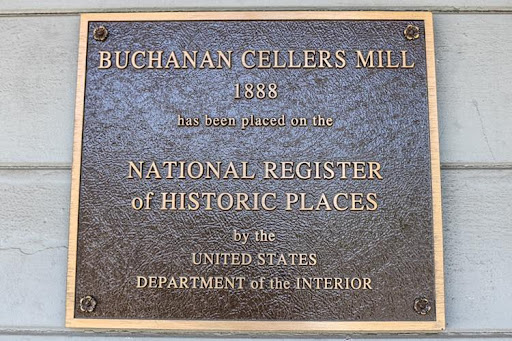 BUCHANAN CELLERS MILL
1888
has been placed on the
NATIONAL REGISTER
of HISTORIC PLACES
by the
UNITED STATES
DEPARTMENT of the INTERIOR